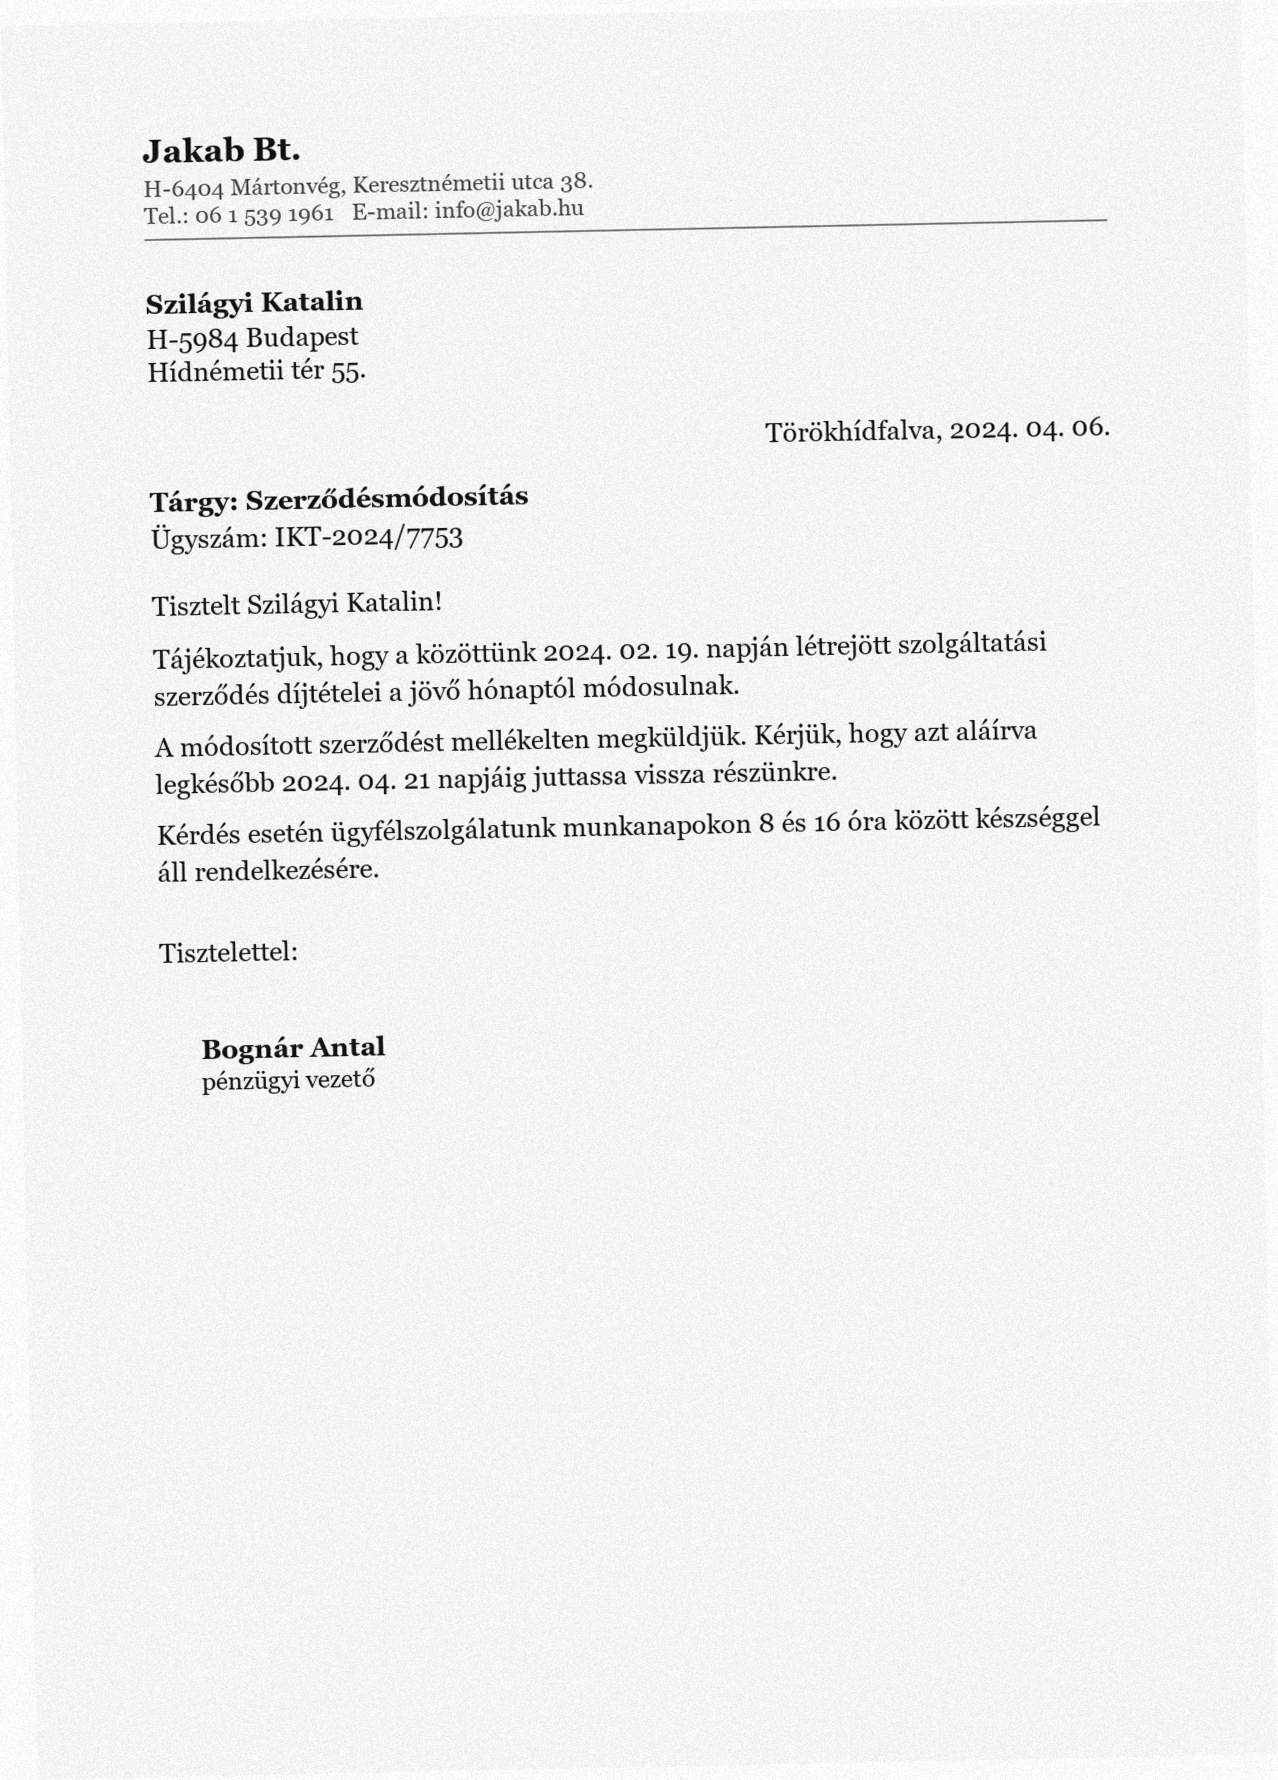 Jakab Bt.
H-6404 Mártonvég, Keresztnémetii utca 38.
Tel.: 06 1 539 1961 E-mail: info@jakab.hu
Szilágyi Katalin
H-5984 Budapest
Hídnémetii tér 55.
Törökhídfalva, 2024. 04. 06.
Tárgy: Szerződésmódosítás
Ügyszám: IKT-2024/7753
Tisztelt Szilágyi Katalin!
Tájékoztatjuk, hogy a közöttünk 2024. 02. 19. napján létrejött szolgáltatási
szerződés díjtételei a jövő hónaptól módosulnak.
A módosított szerződést mellékelten megküldjük. Kérjük, hogy azt aláírva
legkésőbb 2024. 04. 21 napjáig juttassa vissza részünkre.
Kérdés esetén ügyfélszolgálatunk munkanapokon 8 és 16 óra között készséggel
áll rendelkezésére.
Tisztelettel:
Bognár Antal
pénzügyi vezető